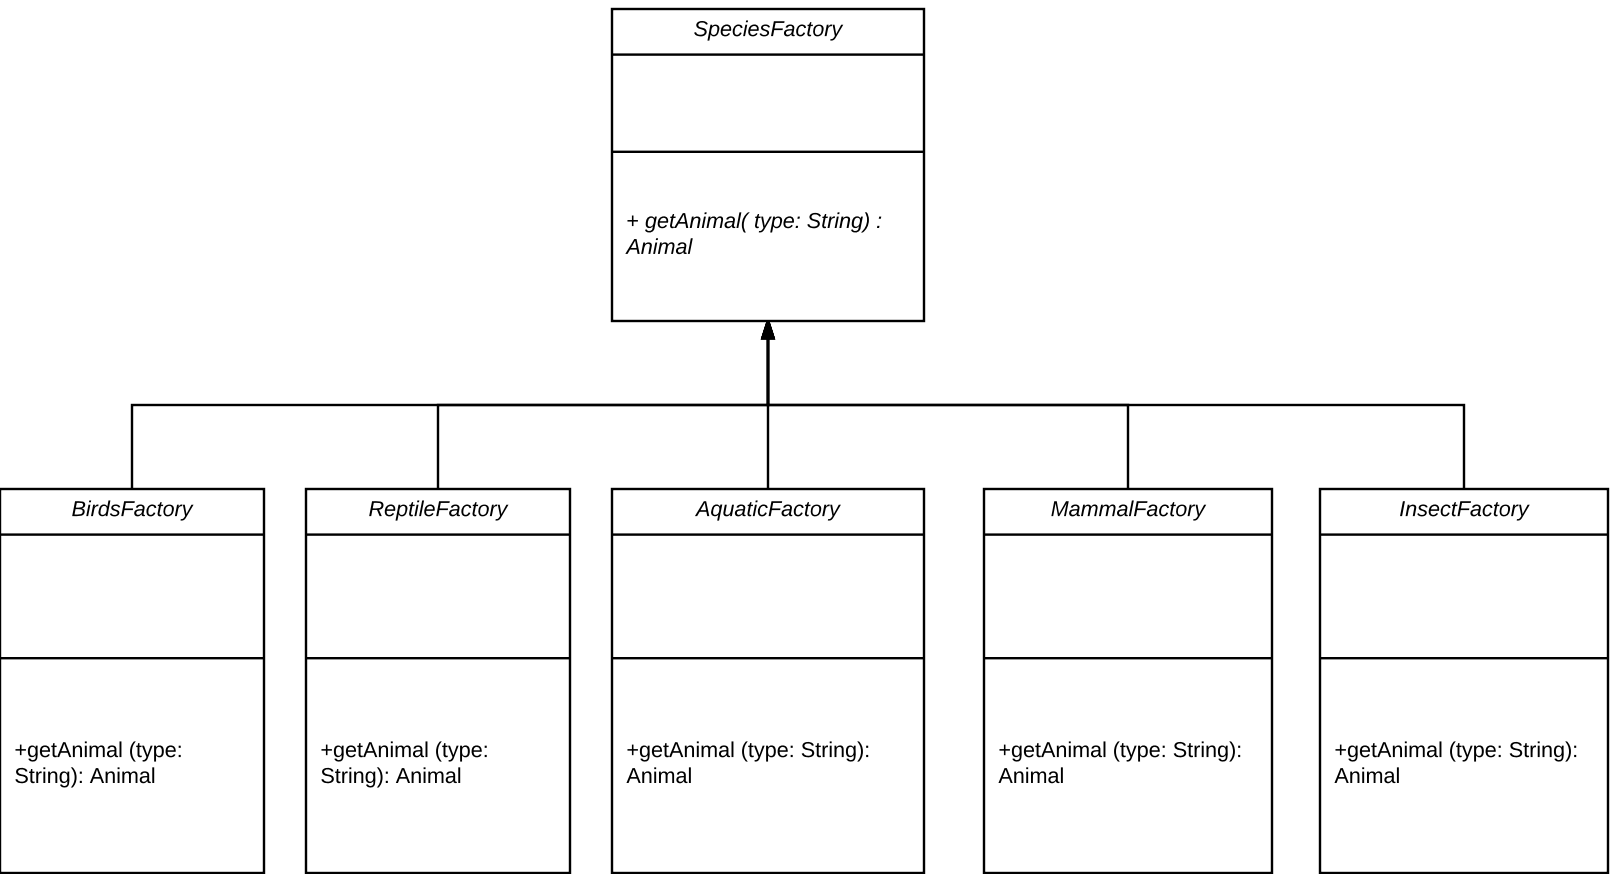 SpeciesFactory
+ getAnimal( type: String) :
Animal
BirdsFactory
ReptileFactory
AquaticFactory
MammalFactory
InsectFactory
+getAnimal (type:
String): Animal
+getAnimal (type:
String): Animal
+getAnimal (type: String):
Animal
+getAnimal (type: String):
Animal
+getAnimal (type: String):
Animal